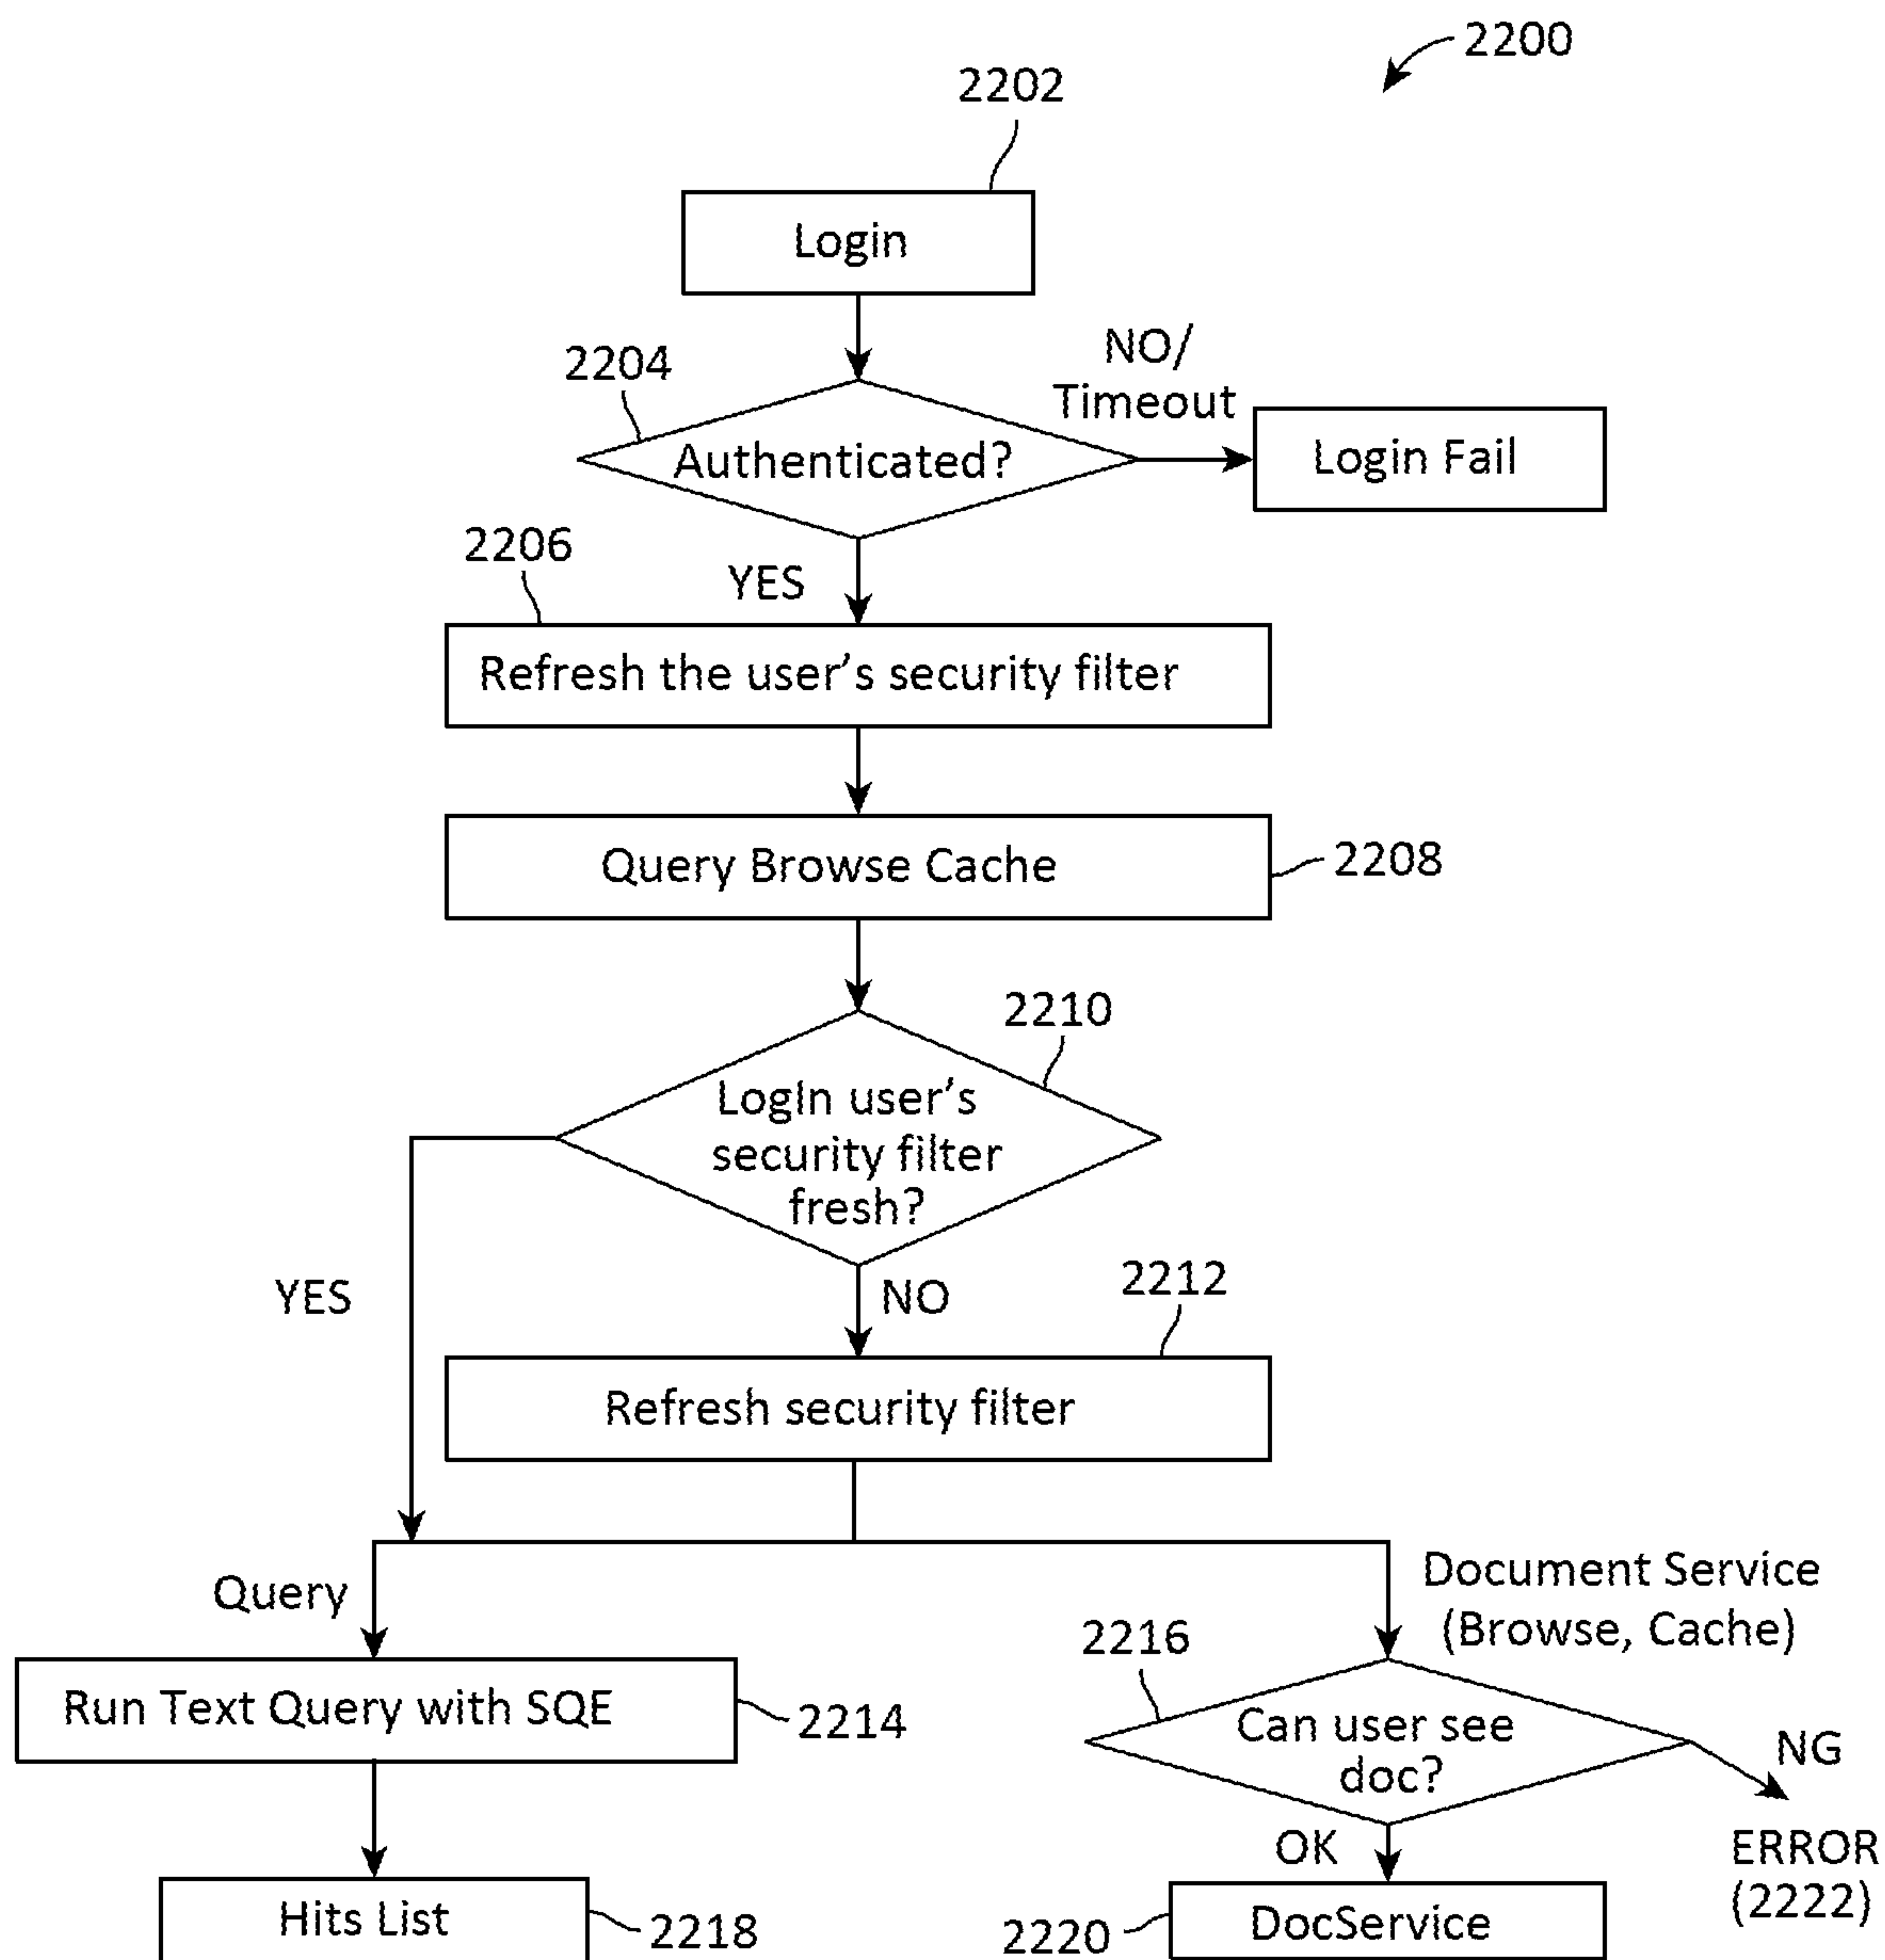 2200
2202
Login
2204
NO/
Timeout
Authenticated?
Login Fail
2206
YES
Refresh the user's security filter
Query Browse Cache
2208
2210
LogIn user's
security filter
fresh?
YES
NO
2212
Refresh security filter
Query
Document Service
(Browse, Cache)
Run Text Query with SQE
2214
2216
Can user see
doc?
NG
OK
ERROR
(2222)
Hits List
2218
2220
DocService